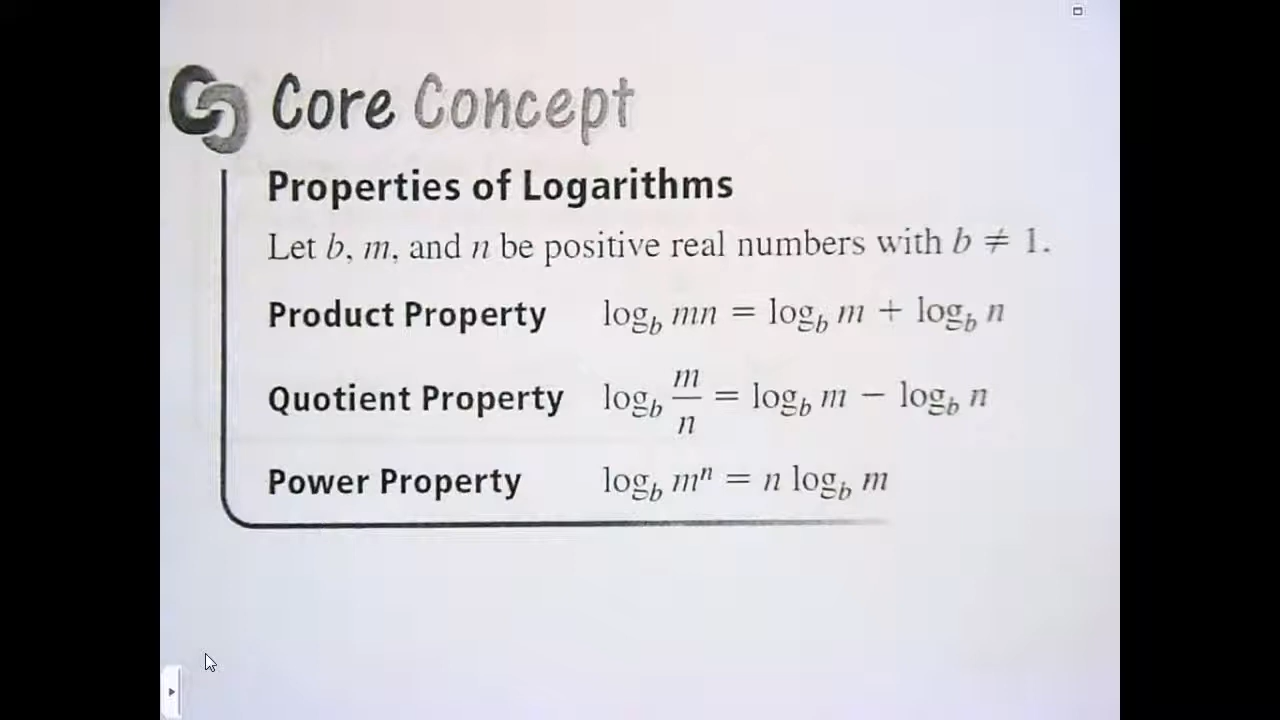 Core Concept
Properties of Logarithms
Let b, m, and n be positive real numbers with b ≠ 1.
Product Property log_b mn = log_b m + log_b n
Quotient Property log_b m/n = log_b m − log_b n
Power Property log_b mⁿ = n log_b m